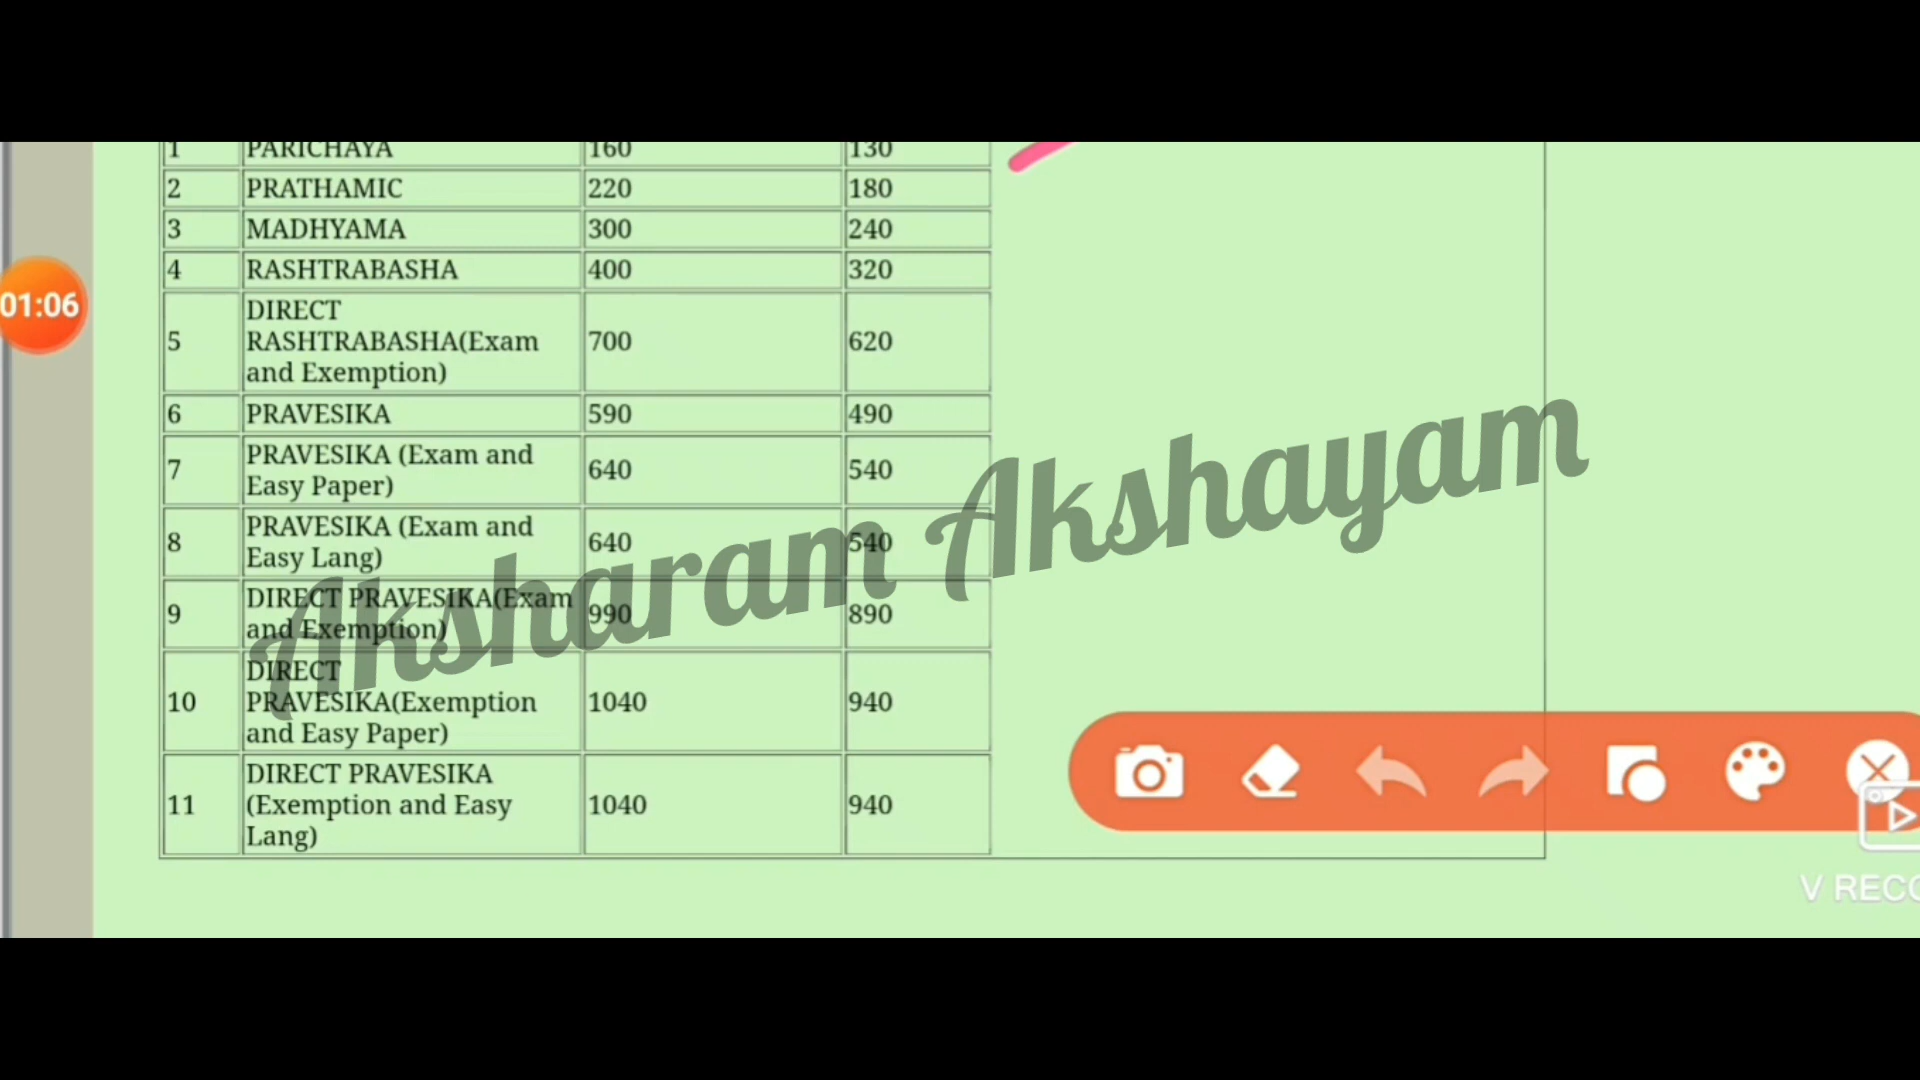 1 PARICHAYA 160 130
2 PRATHAMIC 220 180
3 MADHYAMA 300 240
4 RASHTRABASHA 400 320
5 DIRECT
RASHTRABASHA(Exam
and Exemption) 700 620
6 PRAVESIKA 590 490
7 PRAVESIKA (Exam and
Easy Paper) 640 540
8 PRAVESIKA (Exam and
Easy Lang) 640 540
9 DIRECT PRAVESIKA(Exam
and Exemption) 990 890
10 DIRECT
PRAVESIKA(Exemption
and Easy Paper) 1040 940
11 DIRECT PRAVESIKA
(Exemption and Easy
Lang) 1040 940
01:06
Aksharam Akshayam
V